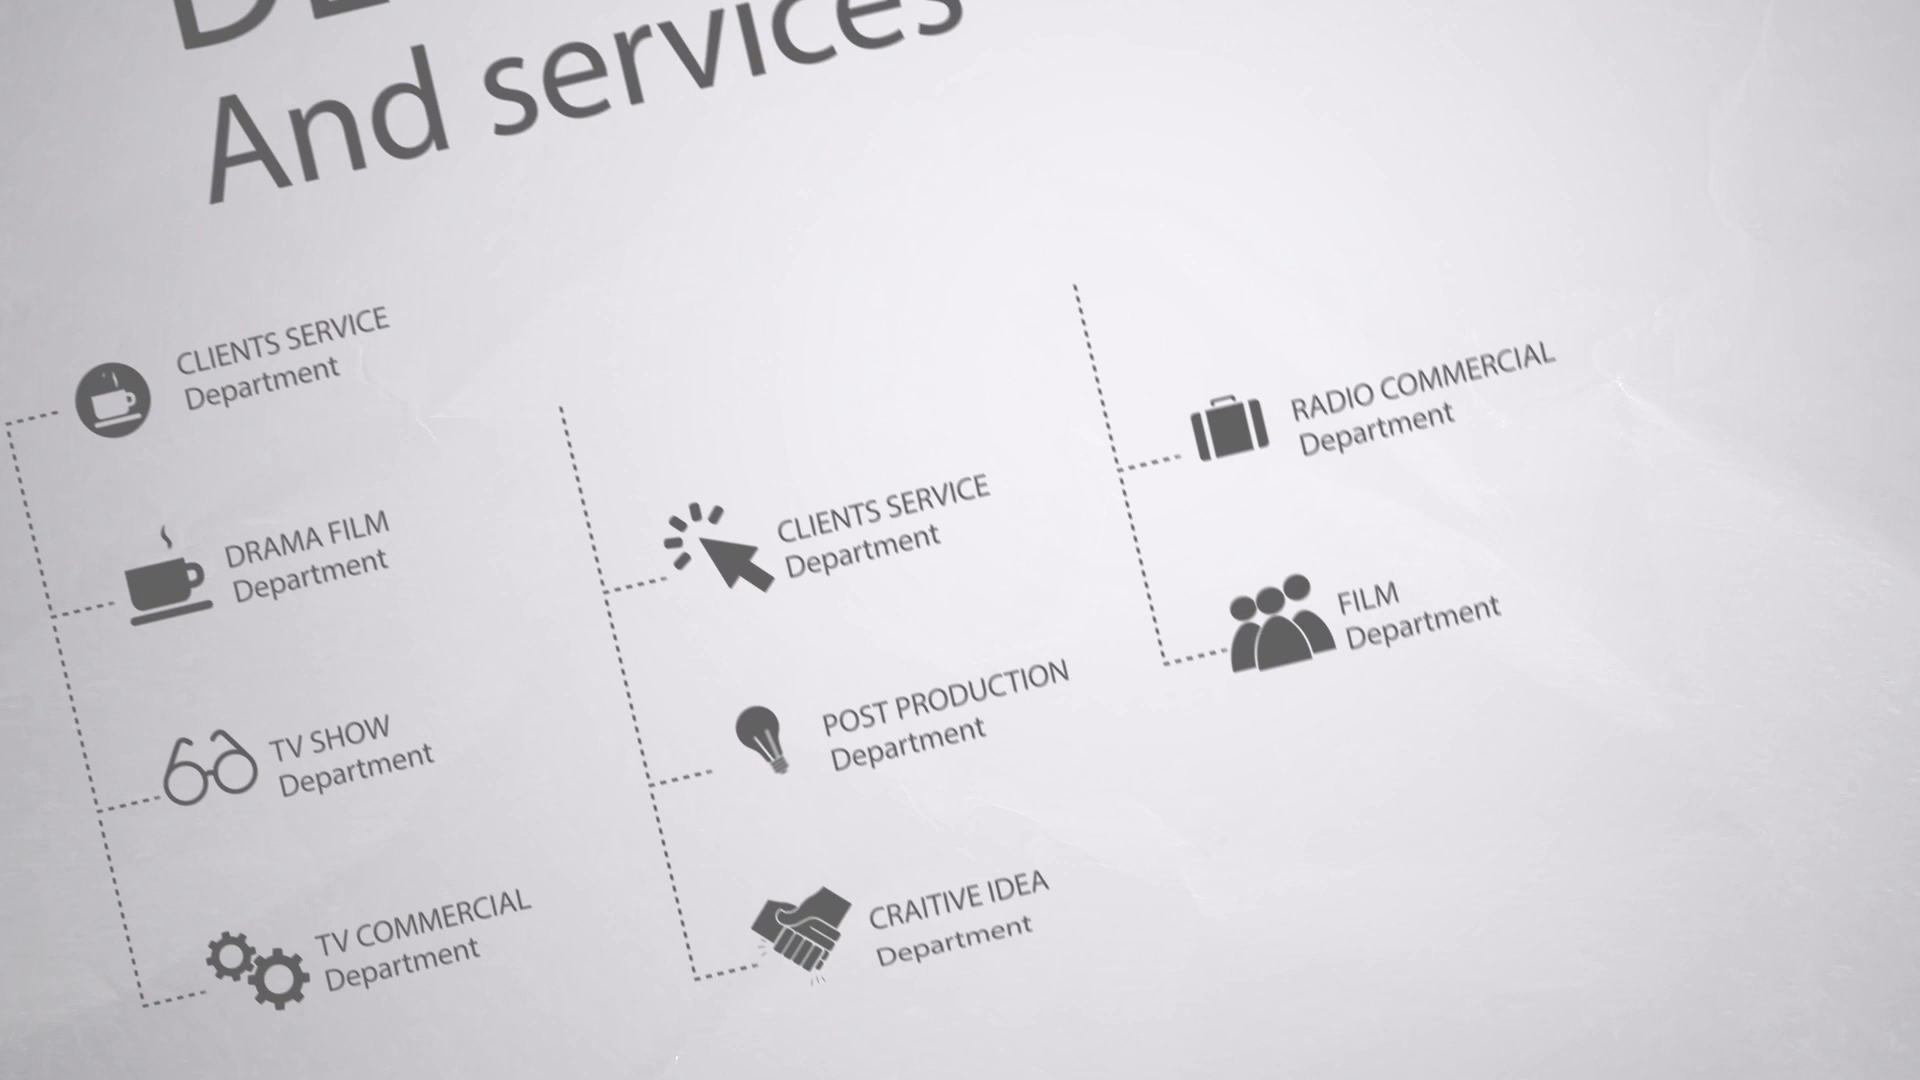 And services
CLIENTS SERVICE
Department
DRAMA FILM
Department
TV SHOW
Department
TV COMMERCIAL
Department
CLIENTS SERVICE
Department
POST PRODUCTION
Department
CRAITIVE IDEA
Department
RADIO COMMERCIAL
Department
FILM
Department